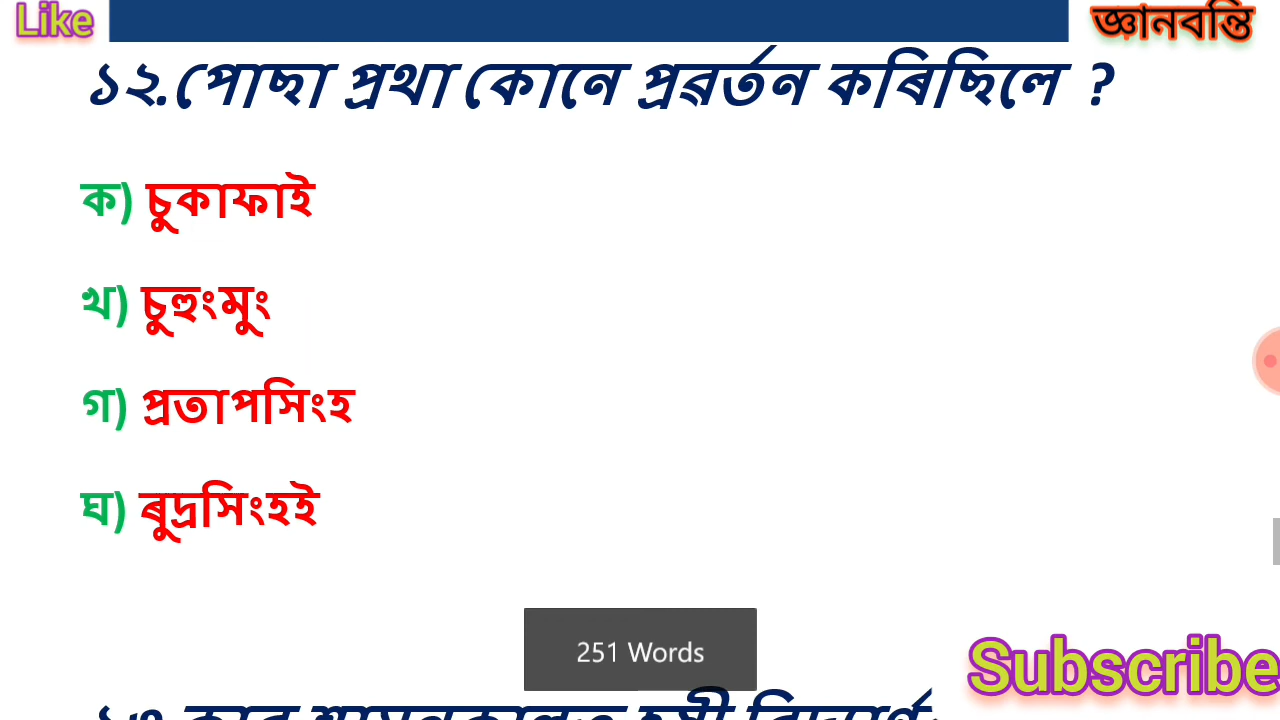 Like
জ্ঞানবন্তি
১২.পোছা প্ৰথা কোনে প্ৰৱৰ্তন কৰিছিলে ?
ক) চুকাফাই
খ) চুহুংমুং
গ) প্ৰতাপসিংহ
ঘ) ৰুদ্ৰসিংহই
251 Words
Subscribe